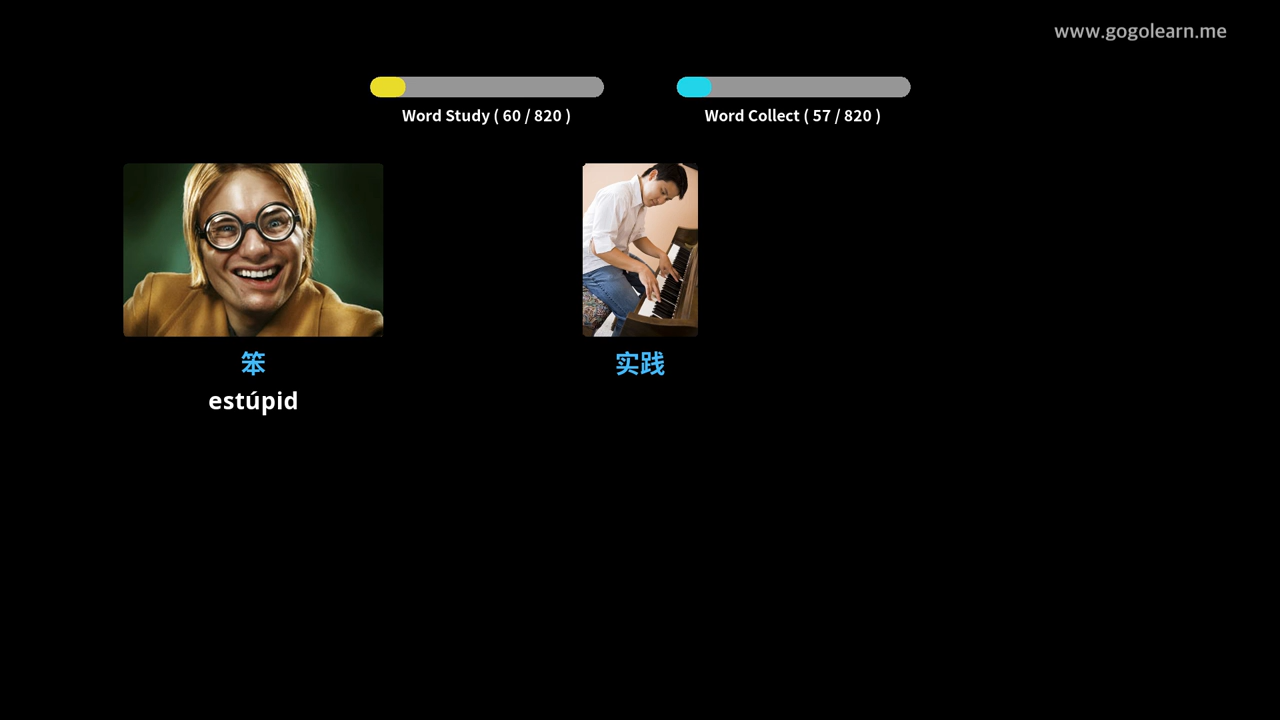 www.gogolearn.me
Word Study ( 60 / 820 )
Word Collect ( 57 / 820 )
笨
estúpid
实践